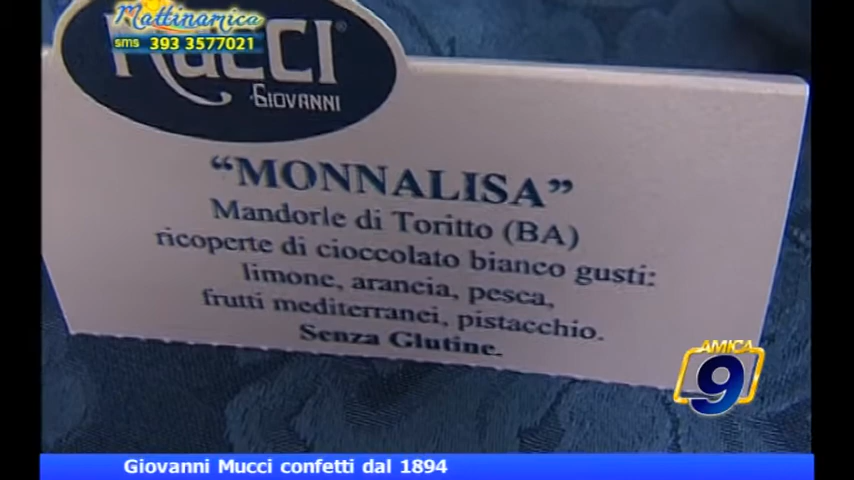 Mattinamica
sms 393 3577021
Mucci
GIOVANNI
“MONNALISA”
Mandorle di Toritto (BA)
ricoperte di cioccolato bianco gusti:
limone, arancia, pesca,
frutti mediterranei, pistacchio.
Senza Glutine.
AMICA
9
Giovanni Mucci confetti dal 1894